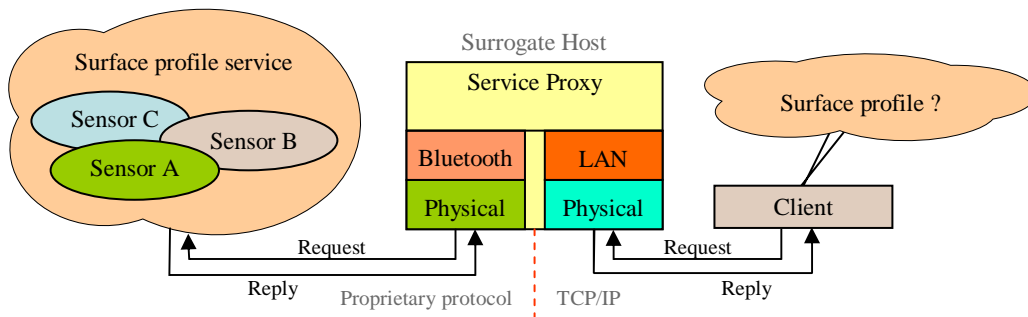 Surface profile service
Sensor C
Sensor B
Sensor A
Surrogate Host
Service Proxy
Bluetooth
LAN
Physical
Physical
Surface profile ?
Client
Request
Reply
Request
Reply
Proprietary protocol
TCP/IP